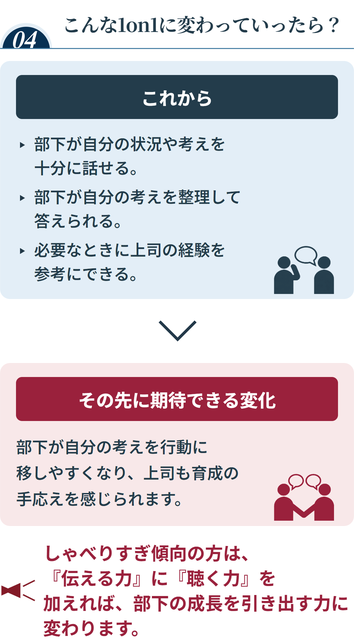 04
こんな1on1に変わっていったら？
これから
▸ 部下が自分の状況や考えを
十分に話せる。
▸ 部下が自分の考えを整理して
答えられる。
▸ 必要なときに上司の経験を
参考にできる。
その先に期待できる変化
部下が自分の考えを行動に
移しやすくなり、上司も育成の
手応えを感じられます。
しゃべりすぎ傾向の方は、
『伝える力』に『聴く力』を
加えれば、部下の成長を引き出す力に
変わります。